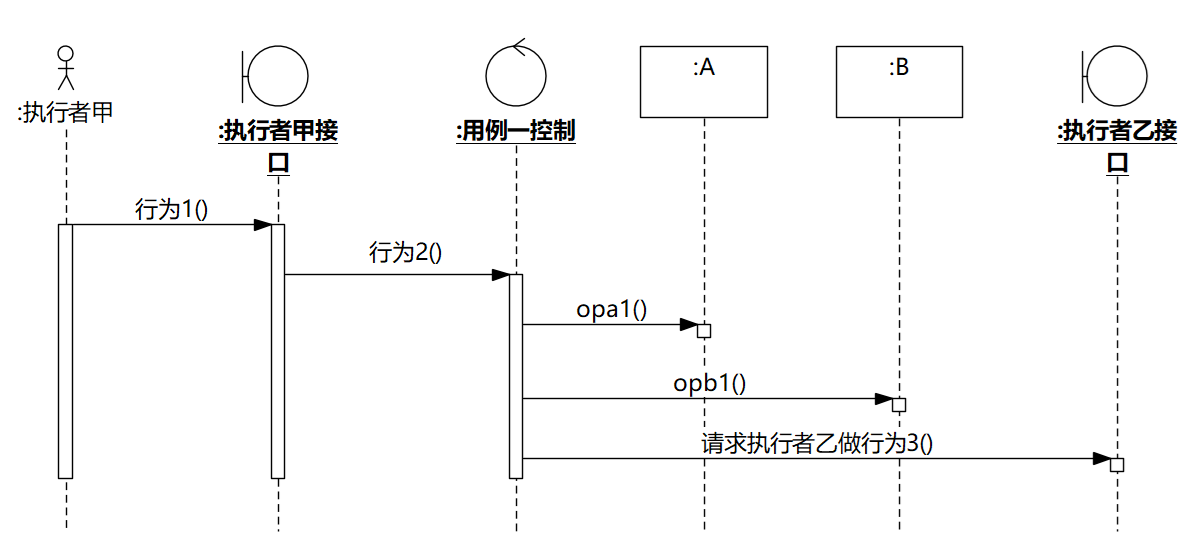 :执行者甲
:执行者甲接
口
:用例一控制
:A
:B
:执行者乙接
口
行为1()
行为2()
opa1()
opb1()
请求执行者乙做行为3()